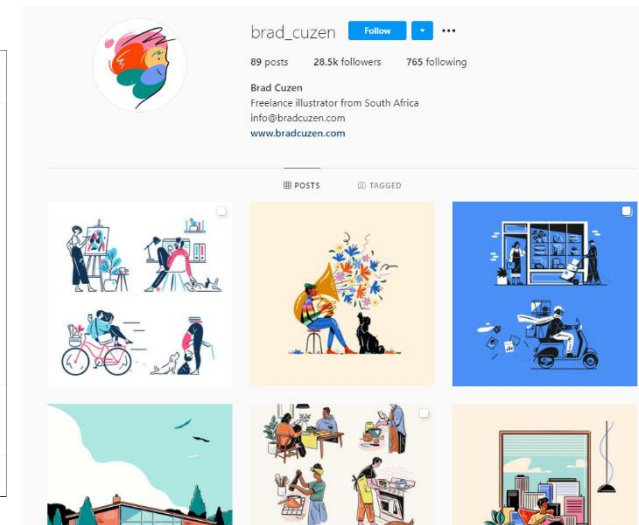 brad_cuzen Follow
89 posts 28.5k followers 765 following
Brad Cuzen
Freelance illustrator from South Africa
info@bradcuzen.com
www.bradcuzen.com
POSTS TAGGED